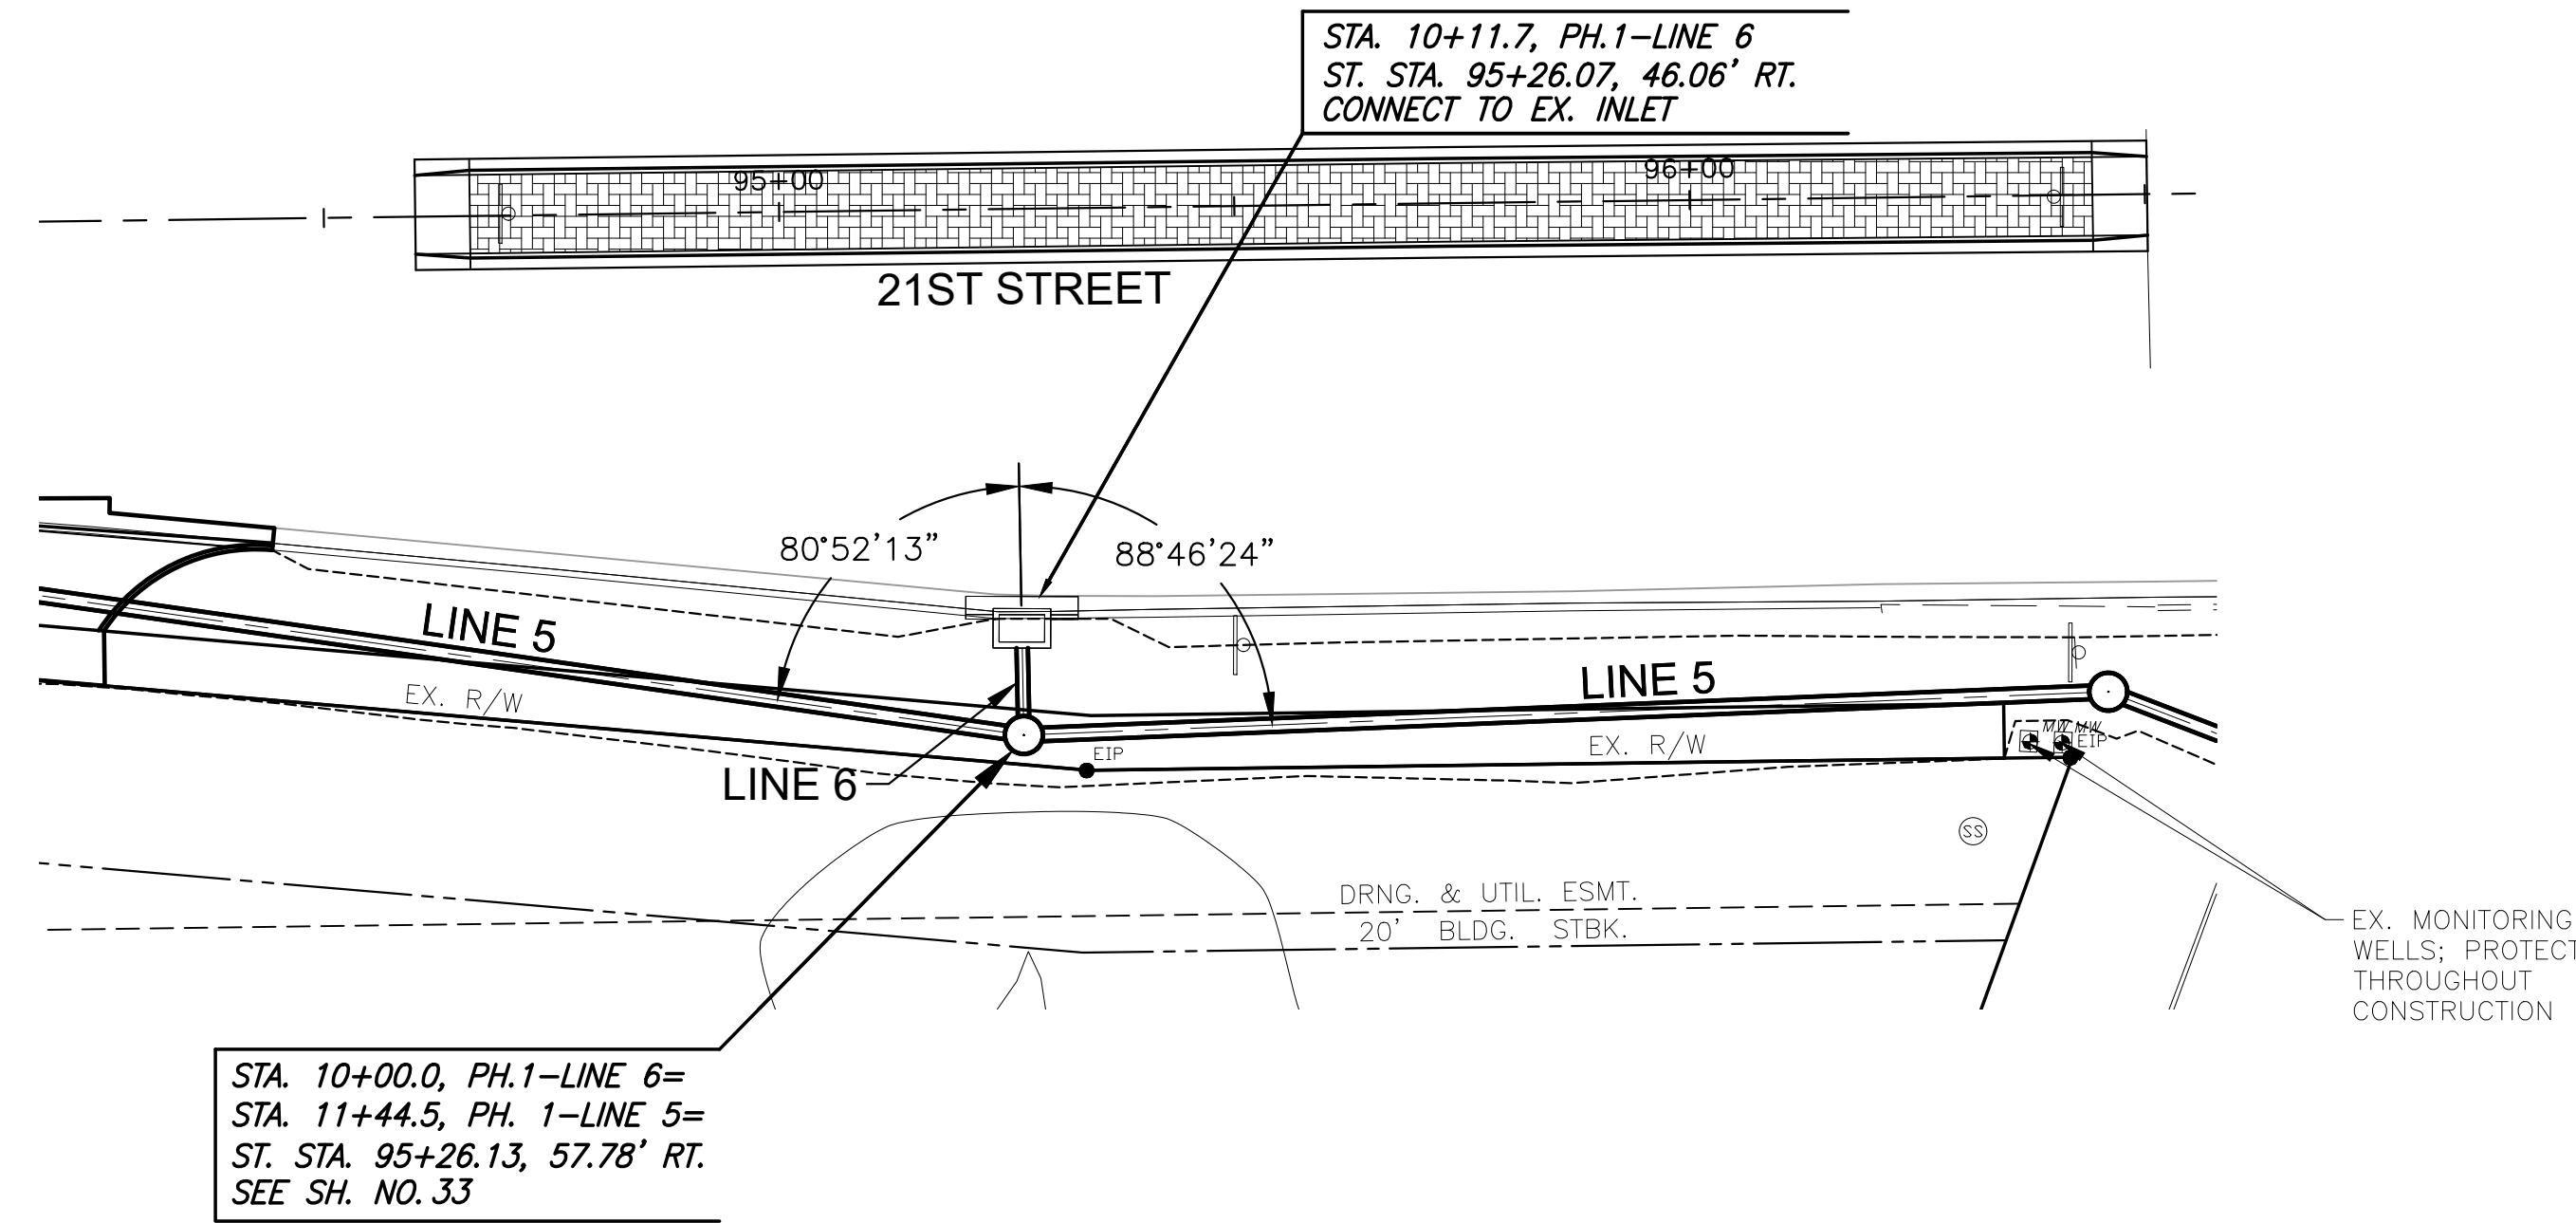 STA. 10+11.7, PH.1-LINE 6
ST. STA. 95+26.07, 46.06' RT.
CONNECT TO EX. INLET
95+00
96+00
21ST STREET
80°52'13"
88°46'24"
LINE 5
LINE 5
EX. R/W
EX. R/W
MW MW
EIP
EIP
LINE 6
SS
DRNG. & UTIL. ESMT.
20' BLDG. STBK.
EX. MONITORING
WELLS; PROTECT
THROUGHOUT
CONSTRUCTION
STA. 10+00.0, PH.1-LINE 6=
STA. 11+44.5, PH. 1-LINE 5=
ST. STA. 95+26.13, 57.78' RT.
SEE SH. NO. 33